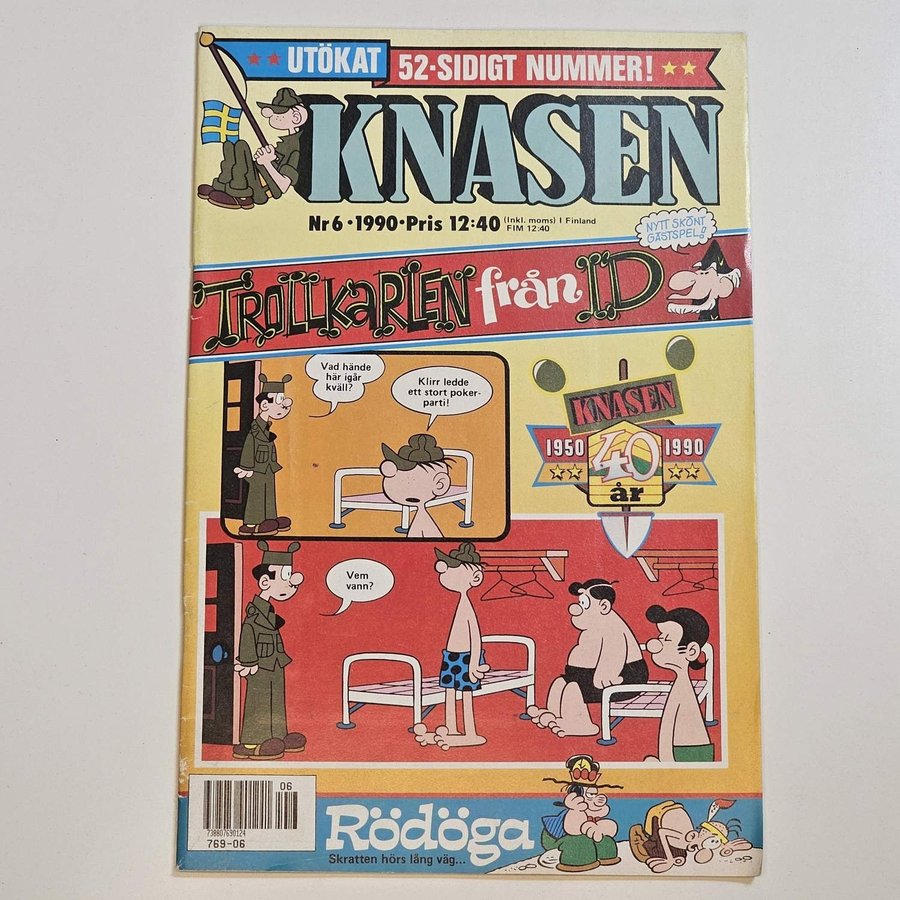 UTÖKAT 52-SIDIGT NUMMER!
KNASEN
Nr 6 • 1990 • Pris 12:40 (Inkl. moms) I Finland
FIM 12:40
NYTT SKÖNT
GÄSTSPEL!
TROLLKARLEN från ID
Vad hände
här igår
kväll?
Klirr ledde
ett stort poker-
parti!
KNASEN
1950 40 1990
år
Vem
vann?
06
738807690124
769-06
Rödöga
Skratten hörs lång väg...